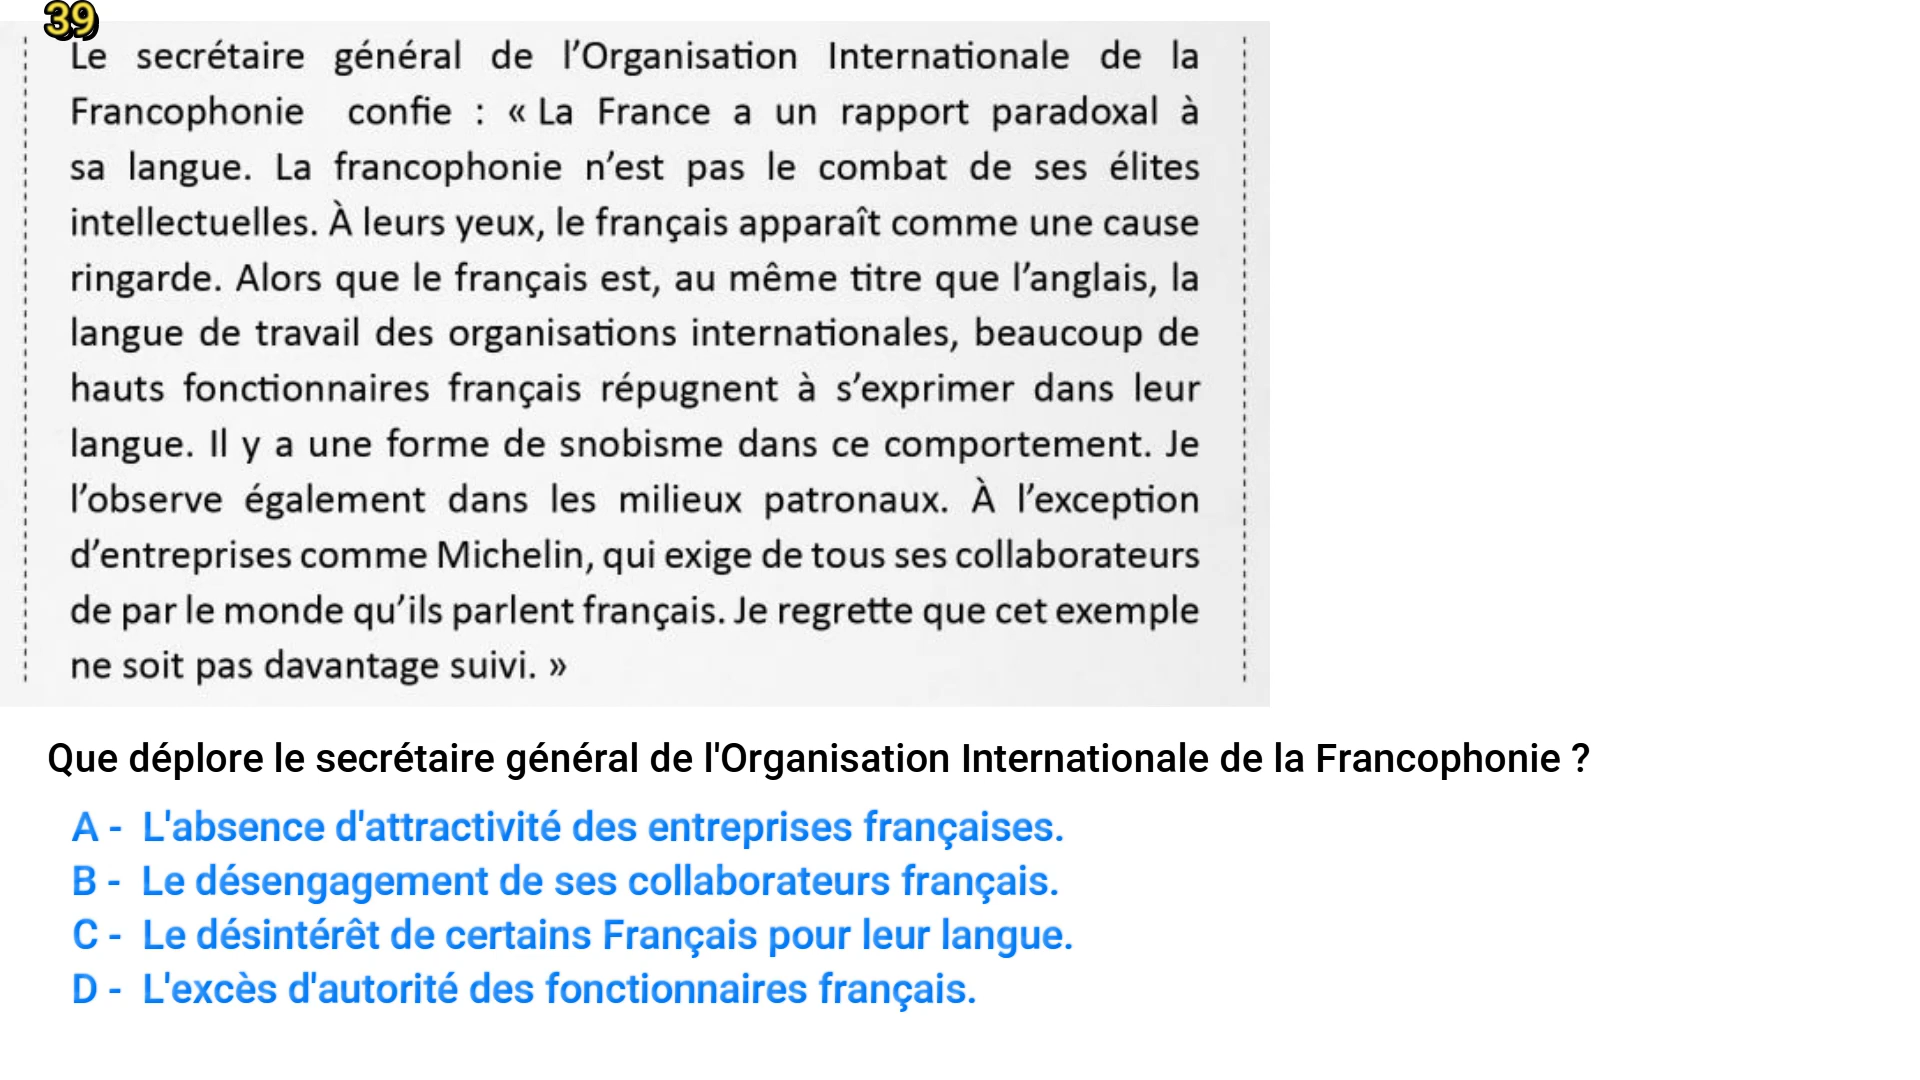 39
Le secrétaire général de l'Organisation Internationale de la
Francophonie confie : « La France a un rapport paradoxal à
sa langue. La francophonie n'est pas le combat de ses élites
intellectuelles. À leurs yeux, le français apparaît comme une cause
ringarde. Alors que le français est, au même titre que l'anglais, la
langue de travail des organisations internationales, beaucoup de
hauts fonctionnaires français répugnent à s'exprimer dans leur
langue. Il y a une forme de snobisme dans ce comportement. Je
l'observe également dans les milieux patronaux. À l'exception
d'entreprises comme Michelin, qui exige de tous ses collaborateurs
de par le monde qu'ils parlent français. Je regrette que cet exemple
ne soit pas davantage suivi. »
Que déplore le secrétaire général de l'Organisation Internationale de la Francophonie ?
A - L'absence d'attractivité des entreprises françaises.
B - Le désengagement de ses collaborateurs français.
C - Le désintérêt de certains Français pour leur langue.
D - L'excès d'autorité des fonctionnaires français.